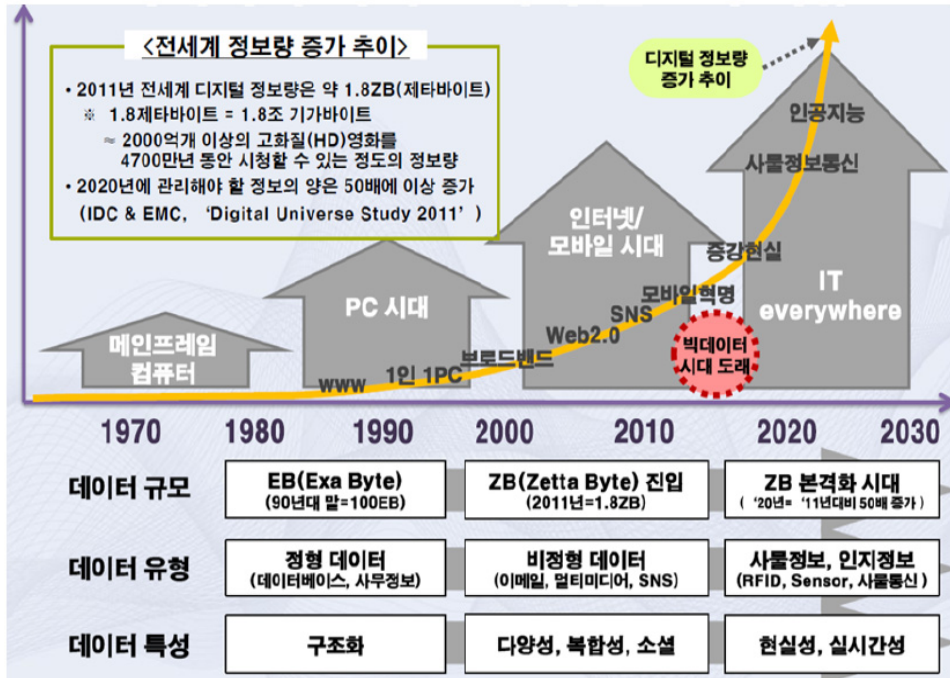 <전세계 정보량 증가 추이>
• 2011년 전세계 디지털 정보량은 약 1.8ZB(제타바이트)
※ 1.8제타바이트 = 1.8조 기가바이트
≈ 2000억개 이상의 고화질(HD)영화를
4700만년 동안 시청할 수 있는 정도의 정보량
• 2020년에 관리해야 할 정보의 양은 50배에 이상 증가
(IDC & EMC, ‘Digital Universe Study 2011’)
디지털 정보량
증가 추이
인공지능
사물정보통신
증강현실
IT
everywhere
인터넷/
모바일 시대
모바일혁명
SNS
Web2.0
빅데이터
시대 도래
PC 시대
브로드밴드
1인 1PC
www
메인프레임
컴퓨터
1970 1980 1990 2000 2010 2020 2030
데이터 규모
EB(Exa Byte)
(90년대 말=100EB)
ZB(Zetta Byte) 진입
(2011년=1.8ZB)
ZB 본격화 시대
(‘20년= ‘11년대비 50배 증가)
데이터 유형
정형 데이터
(데이터베이스, 사무정보)
비정형 데이터
(이메일, 멀티미디어, SNS)
사물정보, 인지정보
(RFID, Sensor, 사물통신)
데이터 특성
구조화
다양성, 복합성, 소셜
현실성, 실시간성